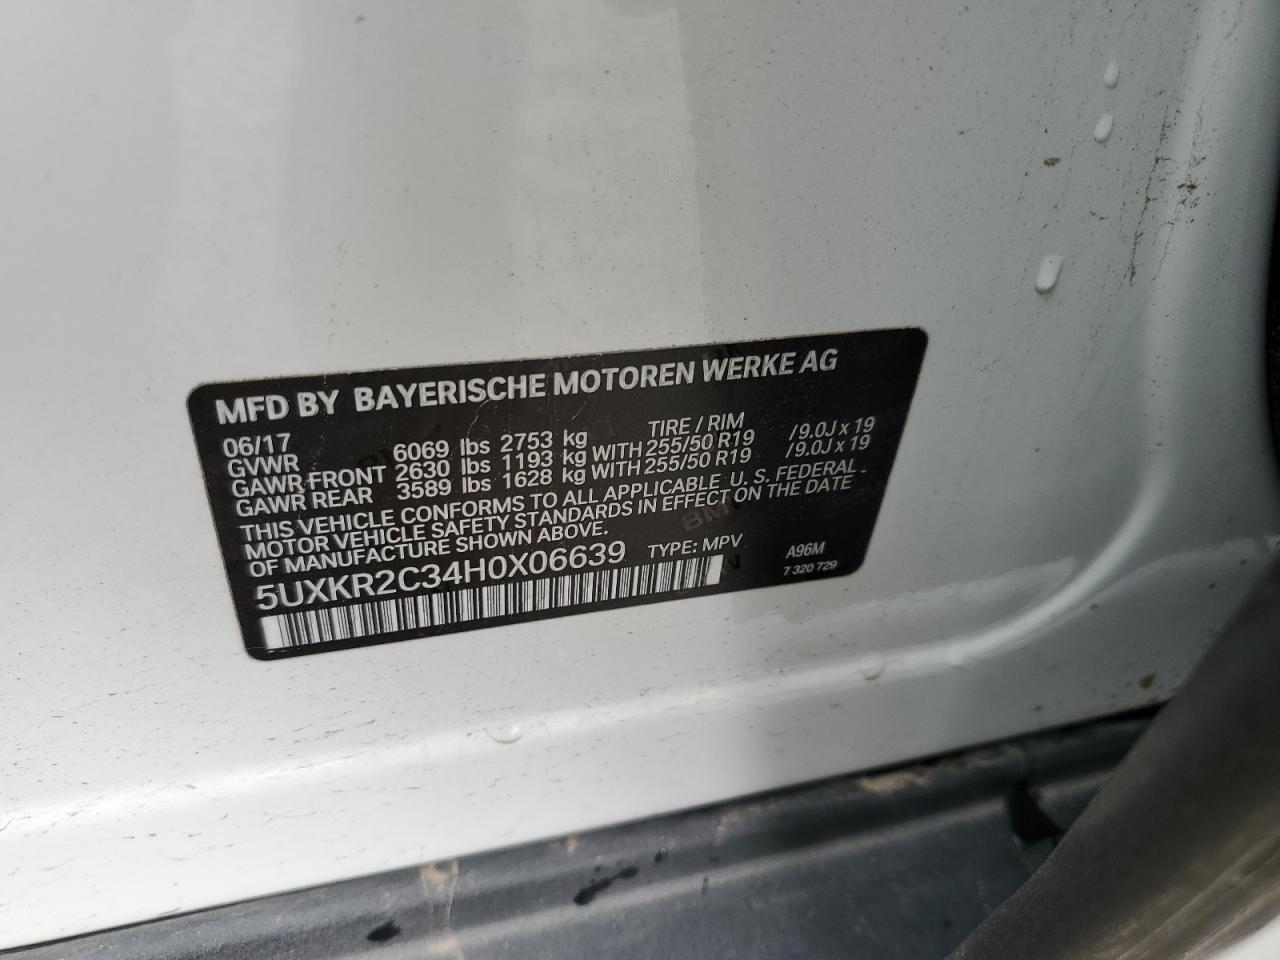 MFD BY BAYERISCHE MOTOREN WERKE AG
06/17 TIRE / RIM
GVWR 6069 lbs 2753 kg
GAWR FRONT 2630 lbs 1193 kg WITH 255/50 R19 /9.0J x 19
GAWR REAR 3589 lbs 1628 kg WITH 255/50 R19 /9.0J x 19
THIS VEHICLE CONFORMS TO ALL APPLICABLE U. S. FEDERAL
MOTOR VEHICLE SAFETY STANDARDS IN EFFECT ON THE DATE
OF MANUFACTURE SHOWN ABOVE.
5UXKR2C34H0X06639 TYPE: MPV A96M
7 320 729